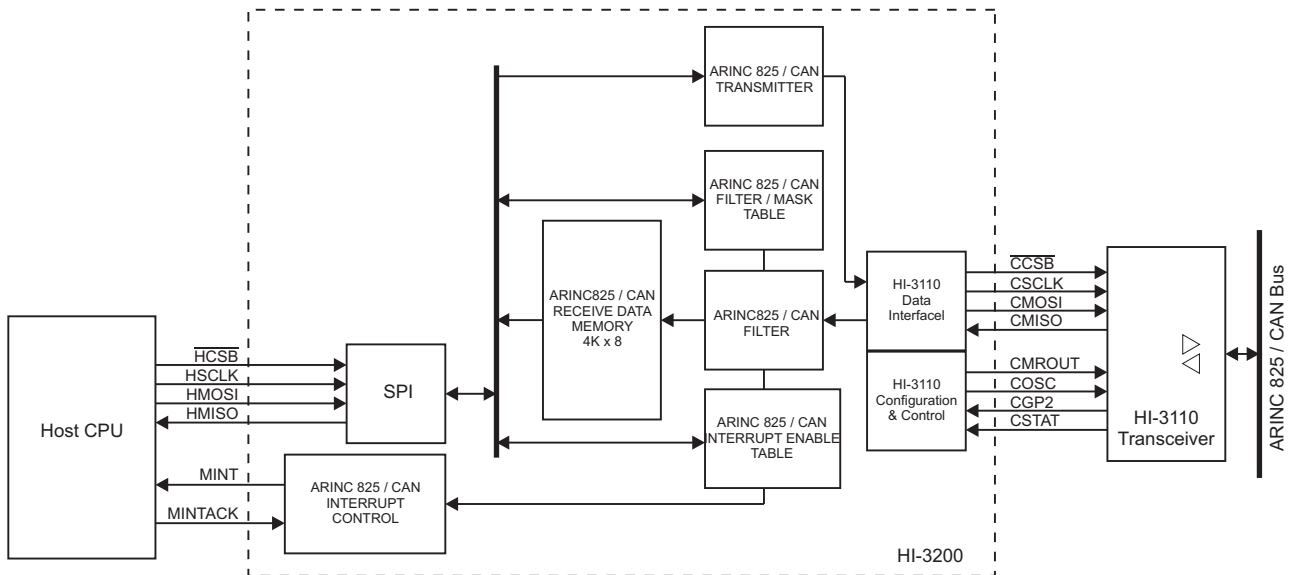 ARINC 825 / CAN
TRANSMITTER
ARINC 825 / CAN
FILTER / MASK
TABLE
ARINC825 / CAN
RECEIVE DATA
MEMORY
4K x 8
ARINC825 / CAN
FILTER
ARINC 825 / CAN
INTERRUPT ENABLE
TABLE
HI-3110
Data
Interfacel
HI-3110
Configuration
& Control
CCSB
CSCLK
CMOSI
CMISO
CMROUT
COSC
CGP2
CSTAT
HI-3110
Transceiver
ARINC 825 / CAN Bus
Host CPU
HCSB
HSCLK
HMOSI
HMISO
SPI
MINT
MINTACK
ARINC 825 / CAN
INTERRUPT
CONTROL
HI-3200